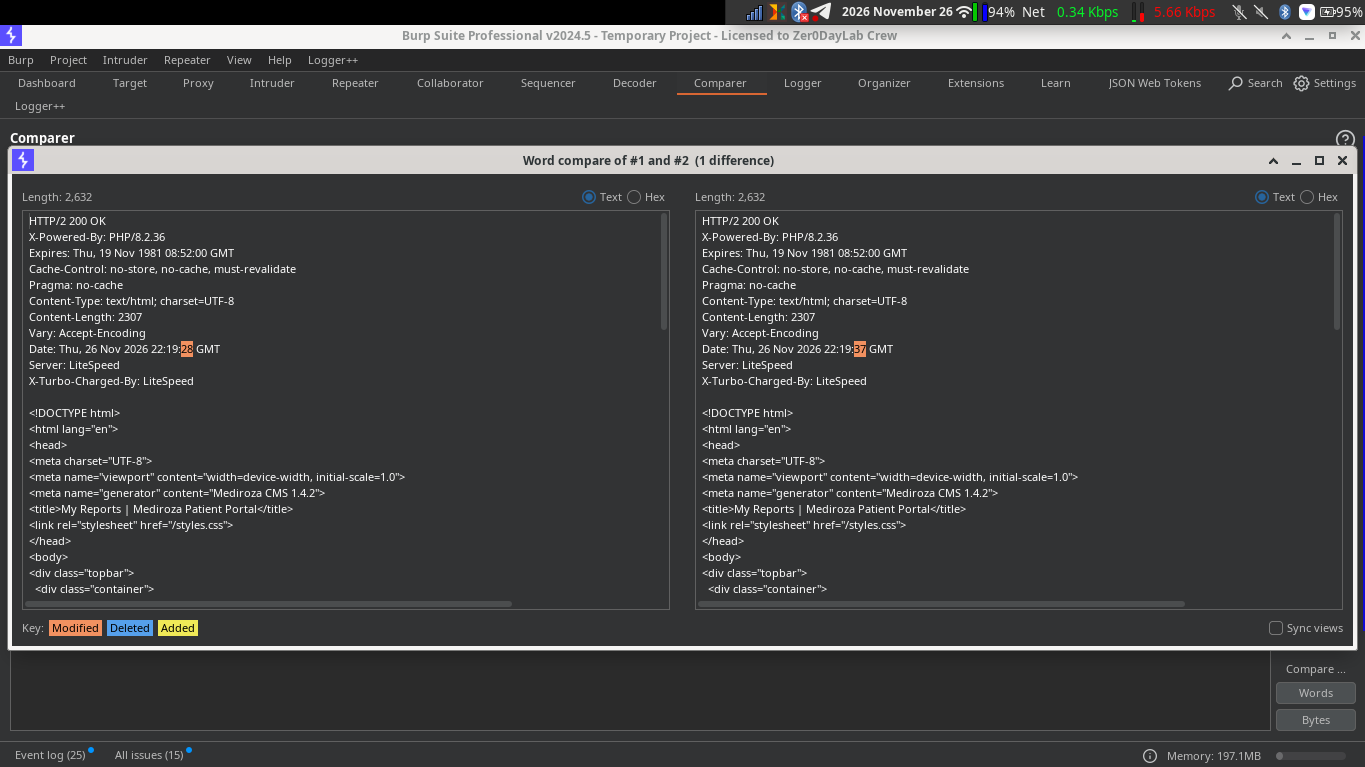 2026 November 26 94% Net 0.34 Kbps 5.66 Kbps 95%
Burp Suite Professional v2024.5 - Temporary Project - Licensed to Zer0DayLab Crew
Burp Project Intruder Repeater View Help Logger++
Dashboard Target Proxy Intruder Repeater Collaborator Sequencer Decoder Comparer Logger Organizer Extensions Learn JSON Web Tokens Search Settings
Logger++
Comparer
Word compare of #1 and #2 (1 difference)
Length: 2,632 Text Hex
HTTP/2 200 OK
X-Powered-By: PHP/8.2.36
Expires: Thu, 19 Nov 1981 08:52:00 GMT
Cache-Control: no-store, no-cache, must-revalidate
Pragma: no-cache
Content-Type: text/html; charset=UTF-8
Content-Length: 2307
Vary: Accept-Encoding
Date: Thu, 26 Nov 2026 22:19:28 GMT
Server: LiteSpeed
X-Turbo-Charged-By: LiteSpeed
<!DOCTYPE html>
<html lang="en">
<head>
<meta charset="UTF-8">
<meta name="viewport" content="width=device-width, initial-scale=1.0">
<meta name="generator" content="Mediroza CMS 1.4.2">
<title>My Reports | Mediroza Patient Portal</title>
<link rel="stylesheet" href="/styles.css">
</head>
<body>
<div class="topbar">
<div class="container">
Length: 2,632 Text Hex
HTTP/2 200 OK
X-Powered-By: PHP/8.2.36
Expires: Thu, 19 Nov 1981 08:52:00 GMT
Cache-Control: no-store, no-cache, must-revalidate
Pragma: no-cache
Content-Type: text/html; charset=UTF-8
Content-Length: 2307
Vary: Accept-Encoding
Date: Thu, 26 Nov 2026 22:19:37 GMT
Server: LiteSpeed
X-Turbo-Charged-By: LiteSpeed
<!DOCTYPE html>
<html lang="en">
<head>
<meta charset="UTF-8">
<meta name="viewport" content="width=device-width, initial-scale=1.0">
<meta name="generator" content="Mediroza CMS 1.4.2">
<title>My Reports | Mediroza Patient Portal</title>
<link rel="stylesheet" href="/styles.css">
</head>
<body>
<div class="topbar">
<div class="container">
Key: Modified Deleted Added Sync views
Compare ...
Words
Bytes
Event log (25) All issues (15) Memory: 197.1MB